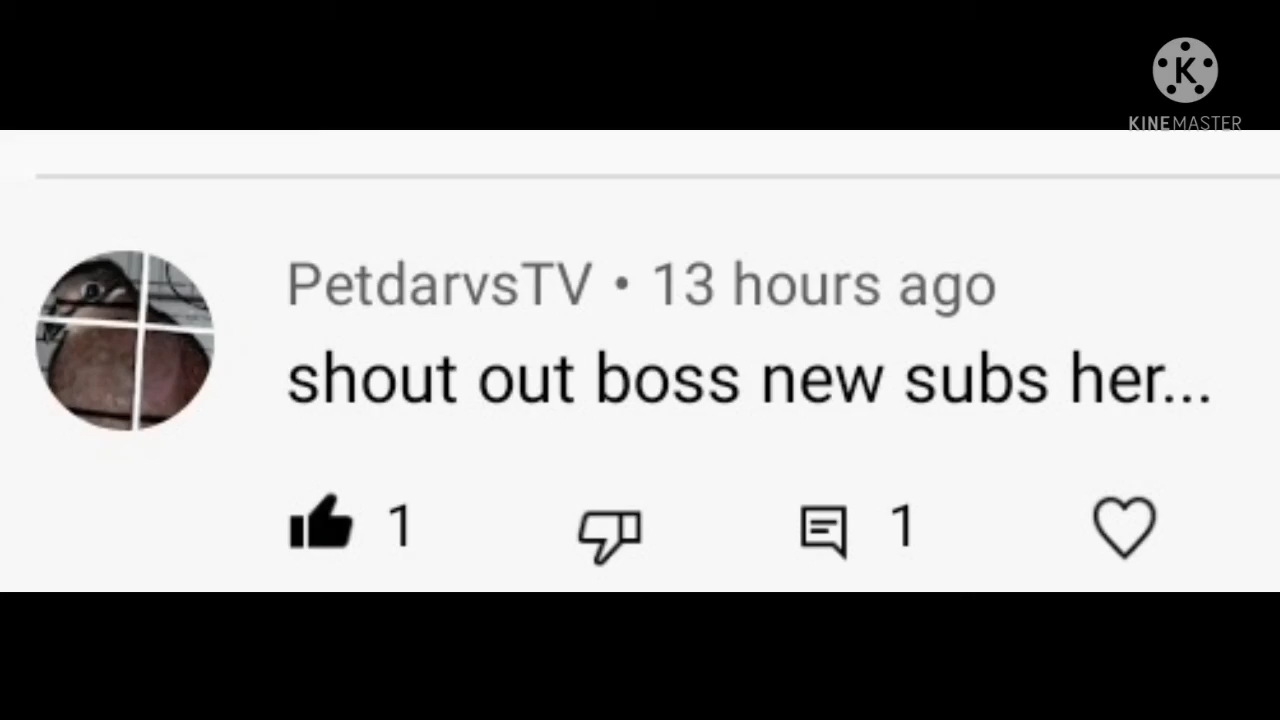 K
KINEMASTER
PetdarvsTV • 13 hours ago
shout out boss new subs her...
1
1